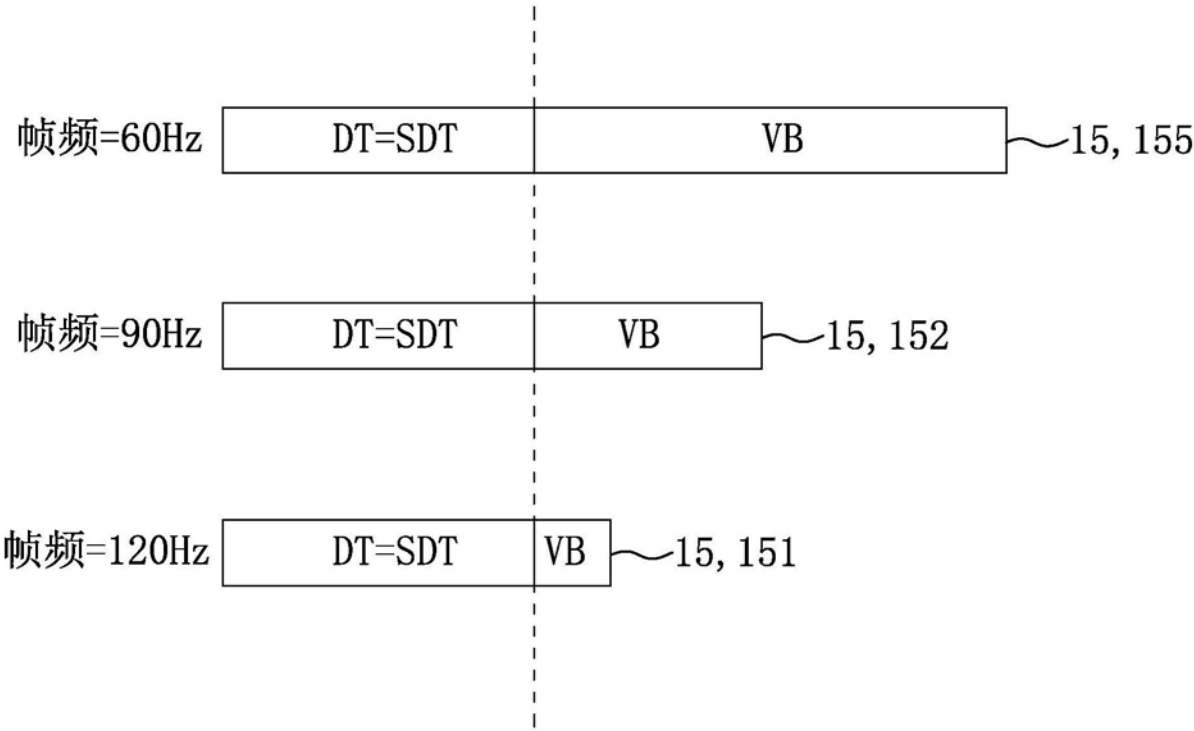 帧频=60Hz DT=SDT VB 15, 155
帧频=90Hz DT=SDT VB 15, 152
帧频=120Hz DT=SDT VB 15, 151